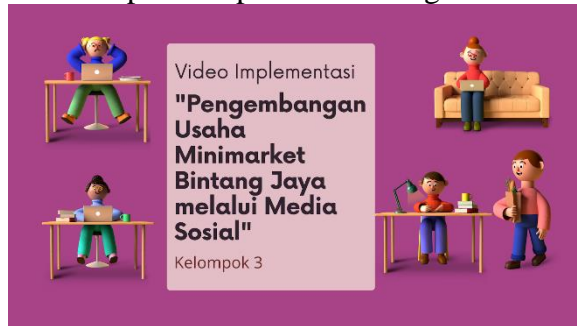 Video Implementasi
"Pengembangan
Usaha
Minimarket
Bintang Jaya
melalui Media
Sosial"
Kelompok 3